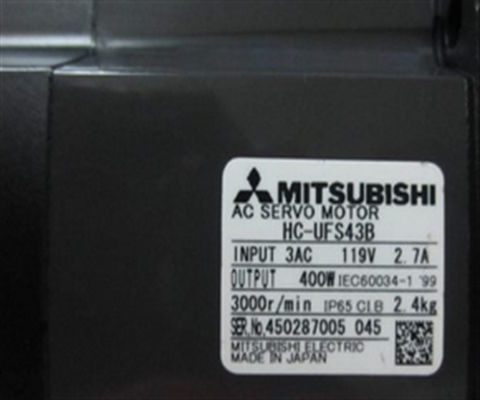 MITSUBISHI
AC SERVO MOTOR
HC-UFS43B
INPUT 3AC 119V 2.7A
OUTPUT 400W IEC60034-1 '99
3000r/min IP65 CI.B 2.4kg
SER.No.450287005 045
MITSUBISHI ELECTRIC
MADE IN JAPAN